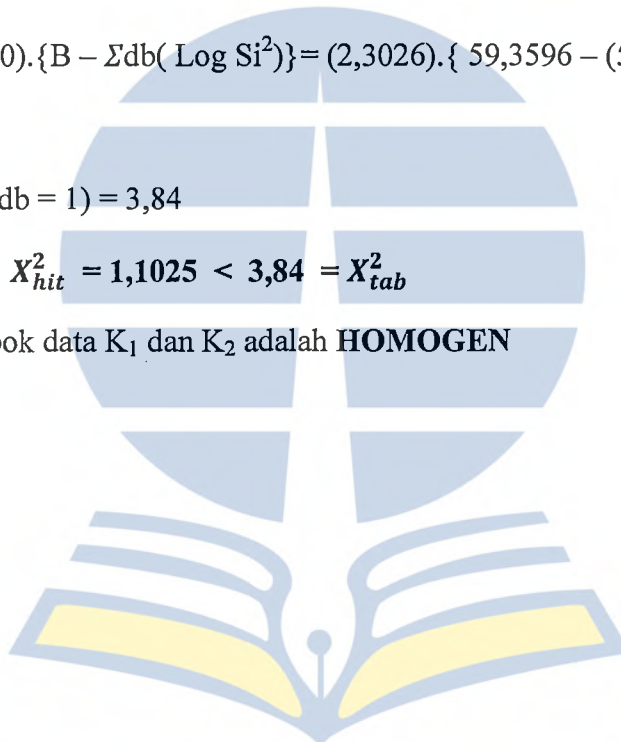 0).{B – Σdb( Log Si²)}= (2,3026).{ 59,3596 – (
db = 1) = 3,84
X²hit = 1,1025 < 3,84 = X²tab
ok data K₁ dan K₂ adalah HOMOGEN